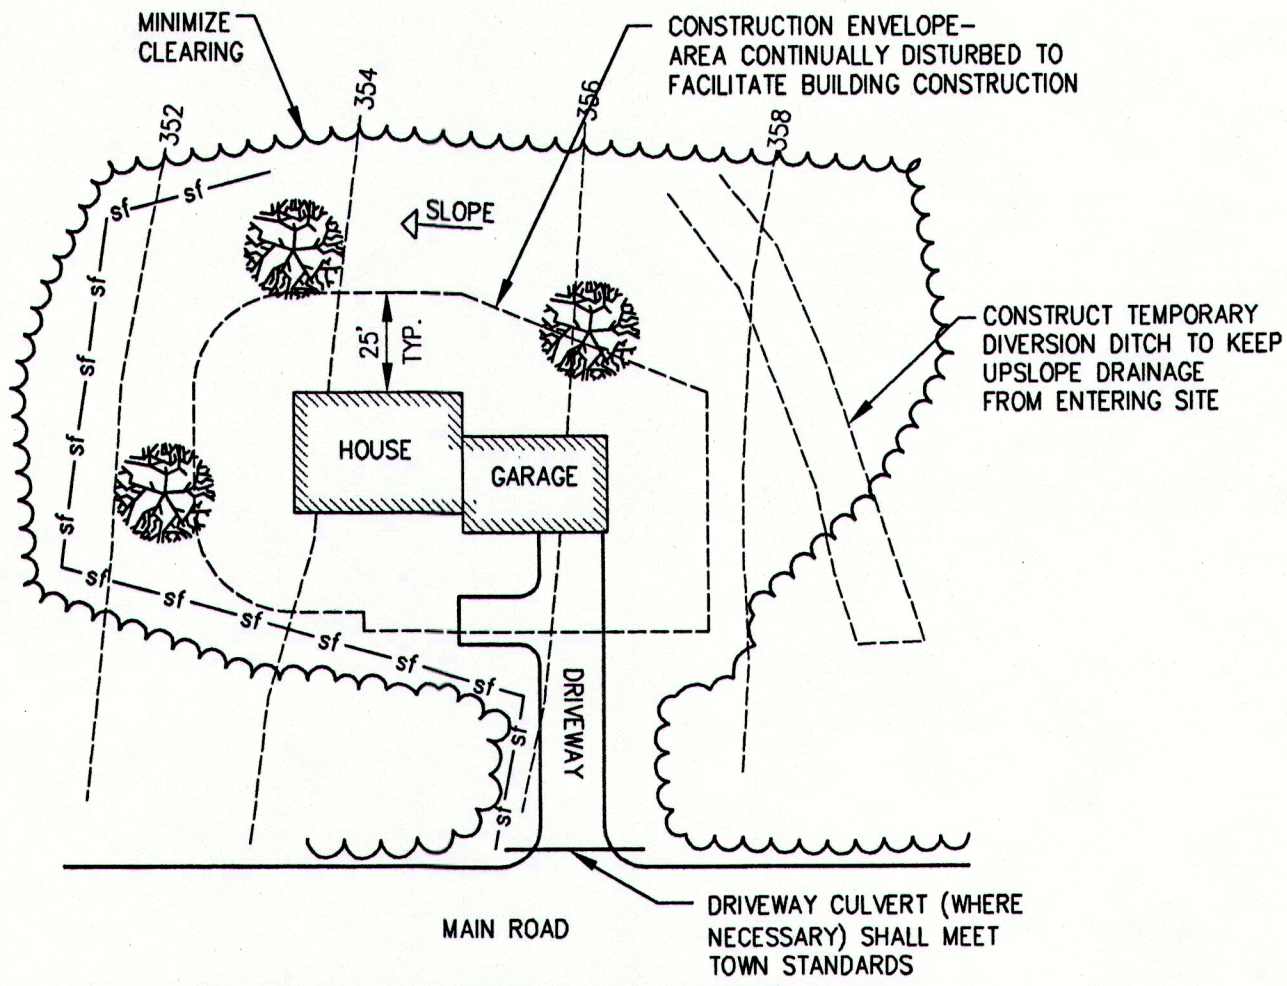 MINIMIZE
CLEARING
CONSTRUCTION ENVELOPE-
AREA CONTINUALLY DISTURBED TO
FACILITATE BUILDING CONSTRUCTION
352
354
356
358
sf
sf
SLOPE
sf
25'
TYP.
CONSTRUCT TEMPORARY
DIVERSION DITCH TO KEEP
UPSLOPE DRAINAGE
FROM ENTERING SITE
sf
sf
HOUSE
GARAGE
sf
sf
sf
sf
sf
sf
sf
sf
sf
DRIVEWAY
MAIN ROAD
DRIVEWAY CULVERT (WHERE
NECESSARY) SHALL MEET
TOWN STANDARDS